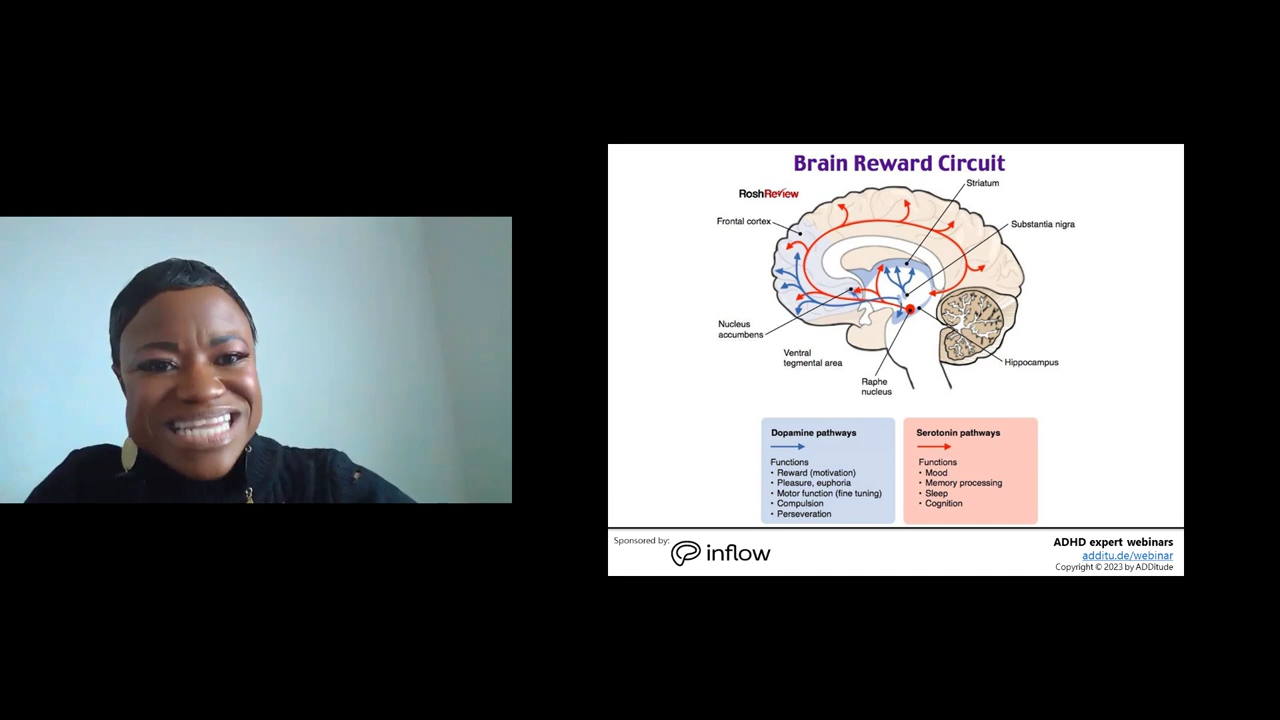 Brain Reward Circuit
RoshReview
Striatum
Frontal cortex
Substantia nigra
Nucleus
accumbens
Ventral
tegmental area
Hippocampus
Raphe
nucleus
Dopamine pathways
Functions
• Reward (motivation)
• Pleasure, euphoria
• Motor function (fine tuning)
• Compulsion
• Perseveration
Serotonin pathways
Functions
• Mood
• Memory processing
• Sleep
• Cognition
Sponsored by:
inflow
ADHD expert webinars
additu.de/webinar
Copyright © 2023 by ADDitude